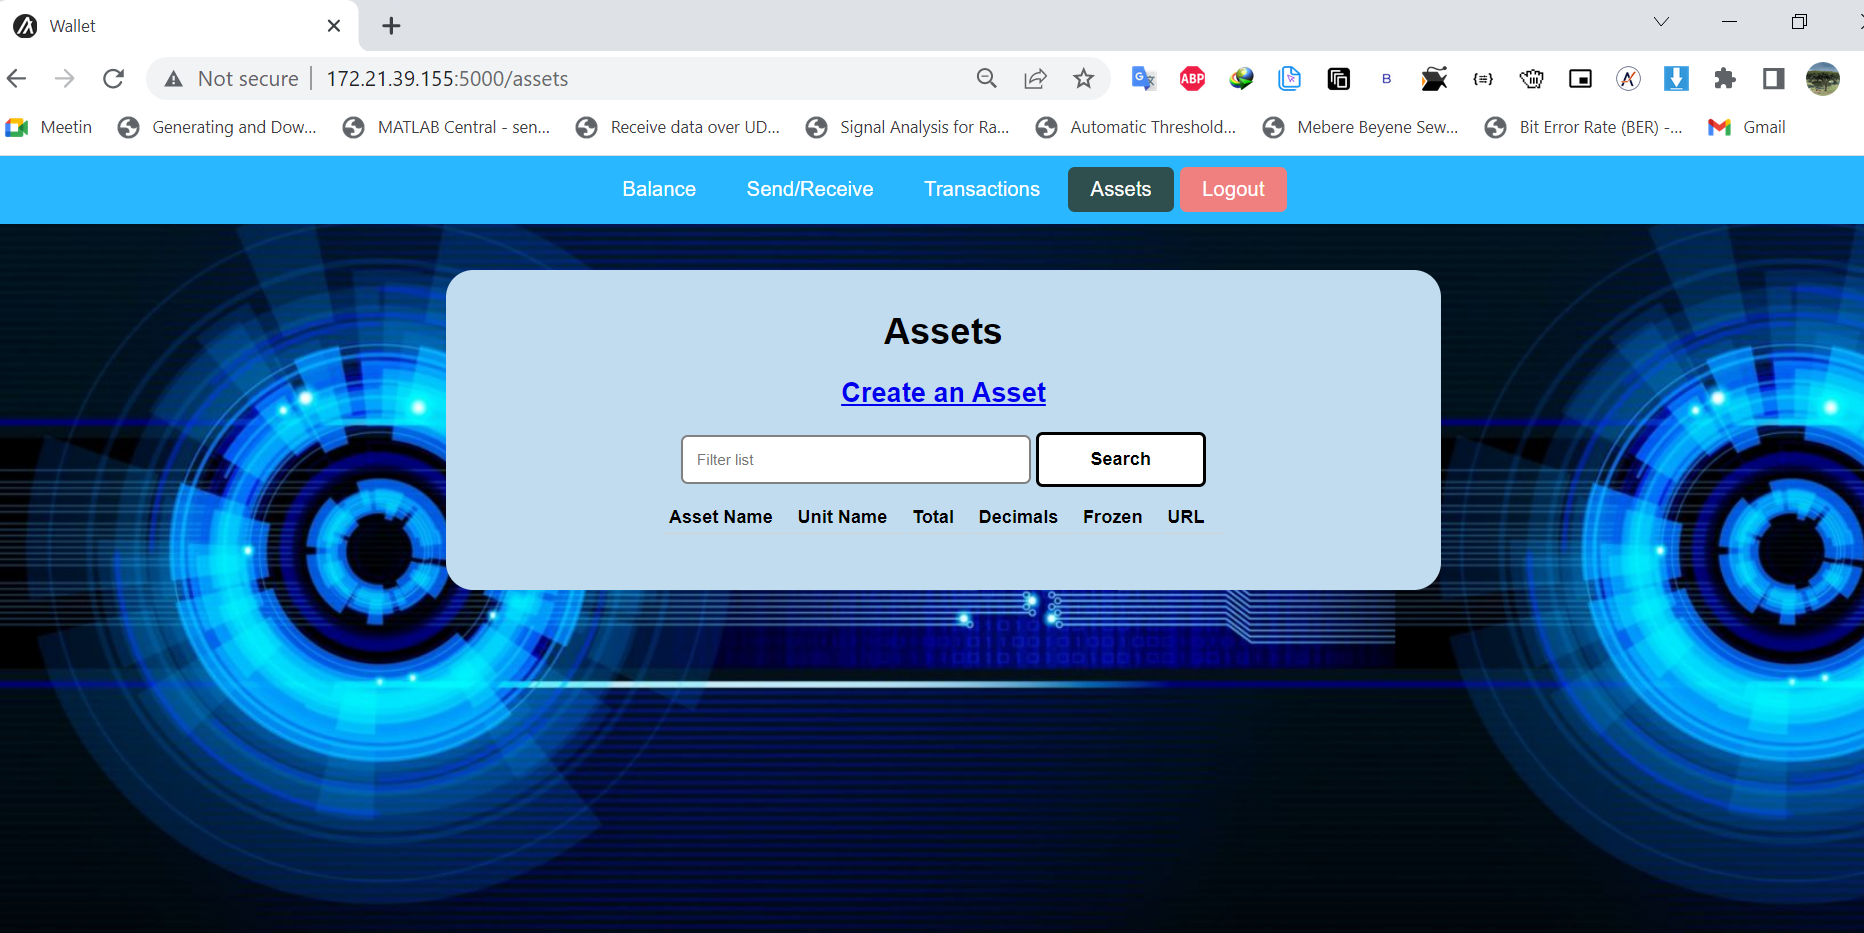 Wallet
Not secure 172.21.39.155:5000/assets
ABP
B
Meetin Generating and Dow... MATLAB Central - sen... Receive data over UD... Signal Analysis for Ra... Automatic Threshold... Mebere Beyene Sew... Bit Error Rate (BER) -... Gmail
Balance Send/Receive Transactions Assets Logout
Assets
Create an Asset
Filter list Search
Asset Name Unit Name Total Decimals Frozen URL